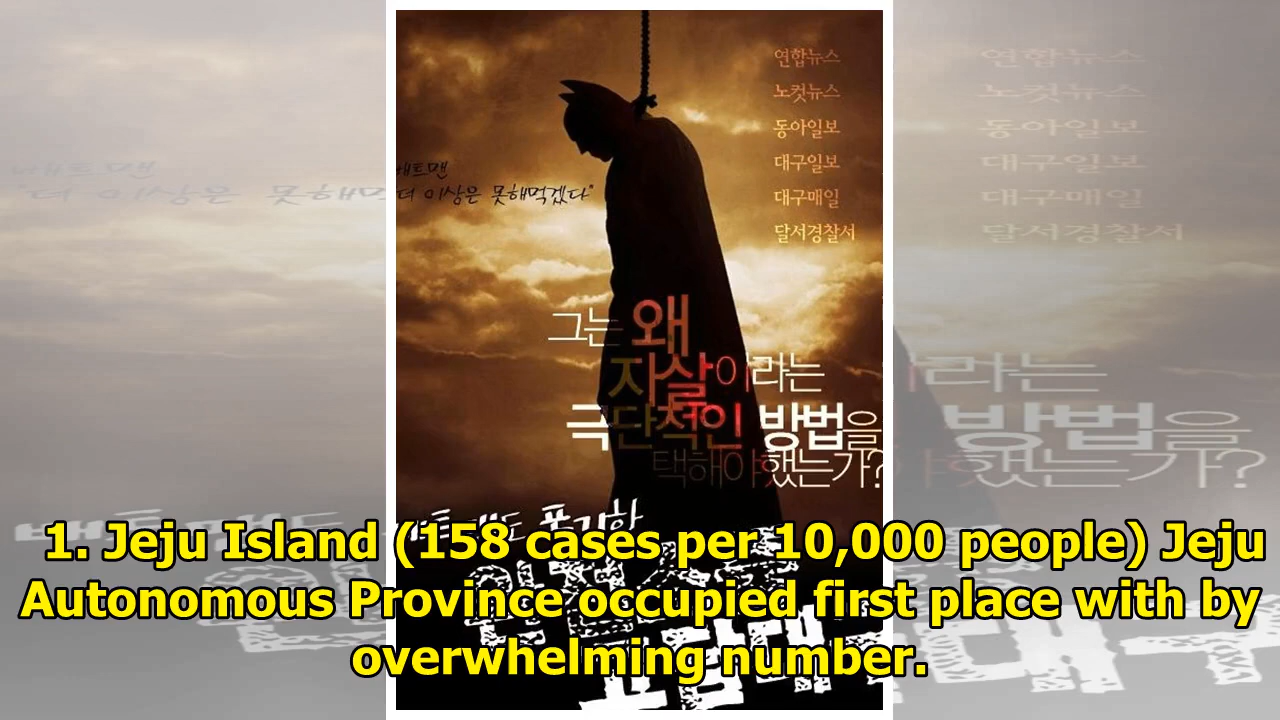 연합뉴스
노컷뉴스
동아일보
대구일보
대구매일
달서경찰서
배트맨
"더 이상은 못해먹겠다"
그는 왜
자살이라는
극단적인 방법을
택해야했는가?
1. Jeju Island (158 cases per 10,000 people) Jeju
Autonomous Province occupied first place with by
overwhelming number.